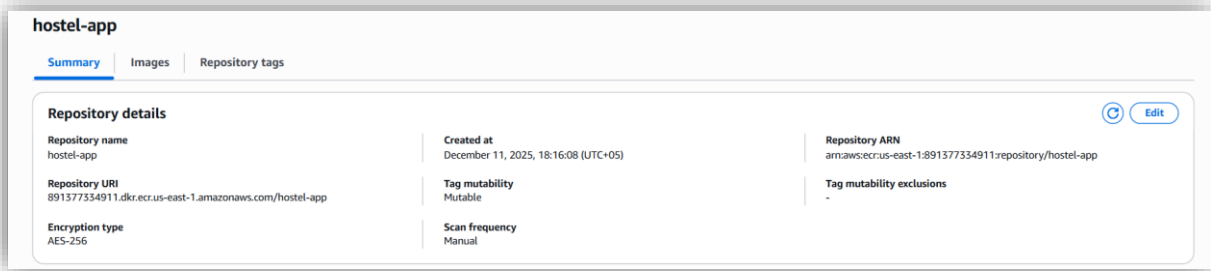 hostel-app
Summary
Images
Repository tags
Repository details
Edit
Repository name
hostel-app
Created at
December 11, 2025, 18:16:08 (UTC+05)
Repository ARN
arn:aws:ecr:us-east-1:891377334911:repository/hostel-app
Repository URI
891377334911.dkr.ecr.us-east-1.amazonaws.com/hostel-app
Tag mutability
Mutable
Tag mutability exclusions
-
Encryption type
AES-256
Scan frequency
Manual